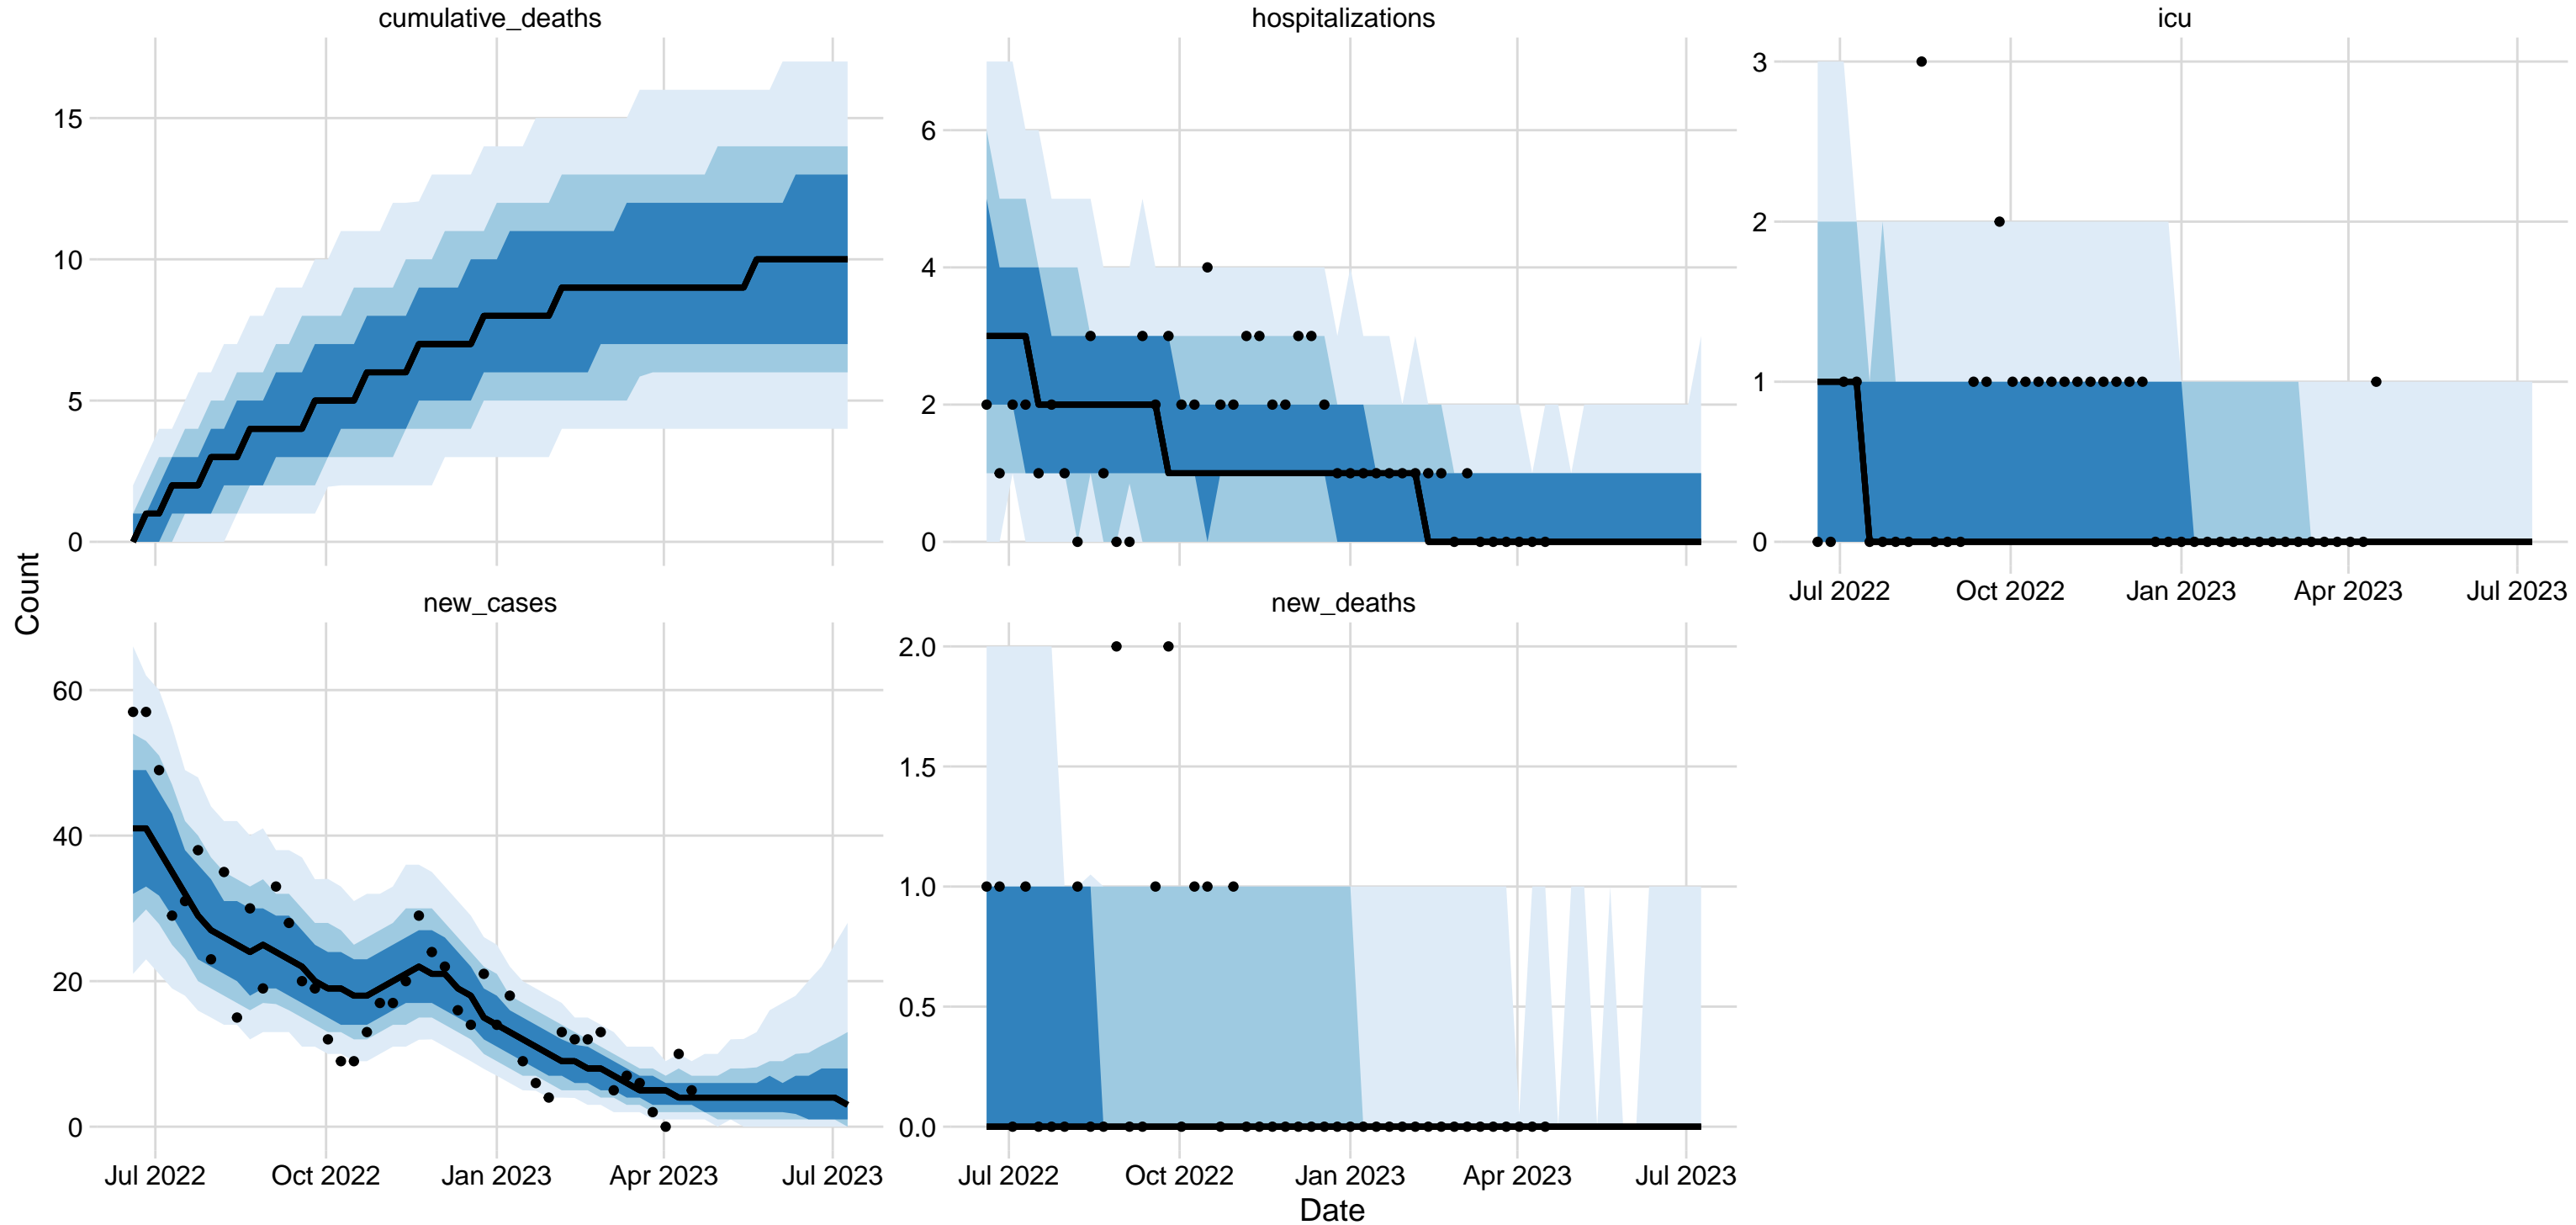 cumulative_deaths
hospitalizations
icu
15
10
5
0
6
4
2
0
3
2
1
0
Jul 2022 Oct 2022 Jan 2023 Apr 2023 Jul 2023
Count
new_cases
new_deaths
60
40
20
0
2.0
1.5
1.0
0.5
0.0
Jul 2022 Oct 2022 Jan 2023 Apr 2023 Jul 2023
Jul 2022 Oct 2022 Jan 2023 Apr 2023 Jul 2023
Date